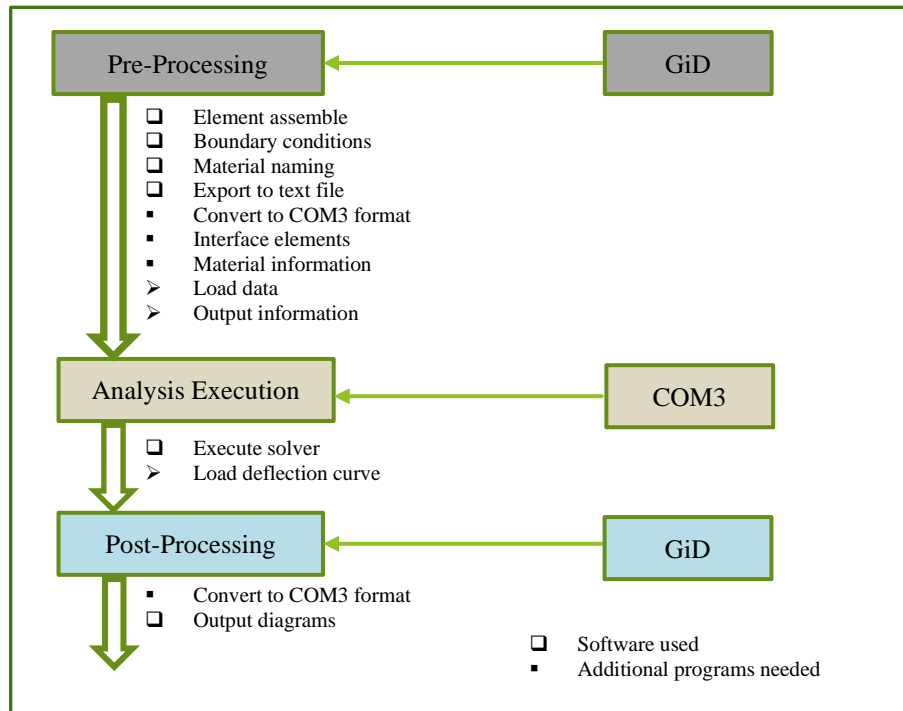 Pre-Processing
GiD
❑ Element assemble
❑ Boundary conditions
❑ Material naming
❑ Export to text file
▪ Convert to COM3 format
▪ Interface elements
▪ Material information
➢ Load data
➢ Output information
Analysis Execution
COM3
❑ Execute solver
➢ Load deflection curve
Post-Processing
GiD
▪ Convert to COM3 format
❑ Output diagrams
❑ Software used
▪ Additional programs needed